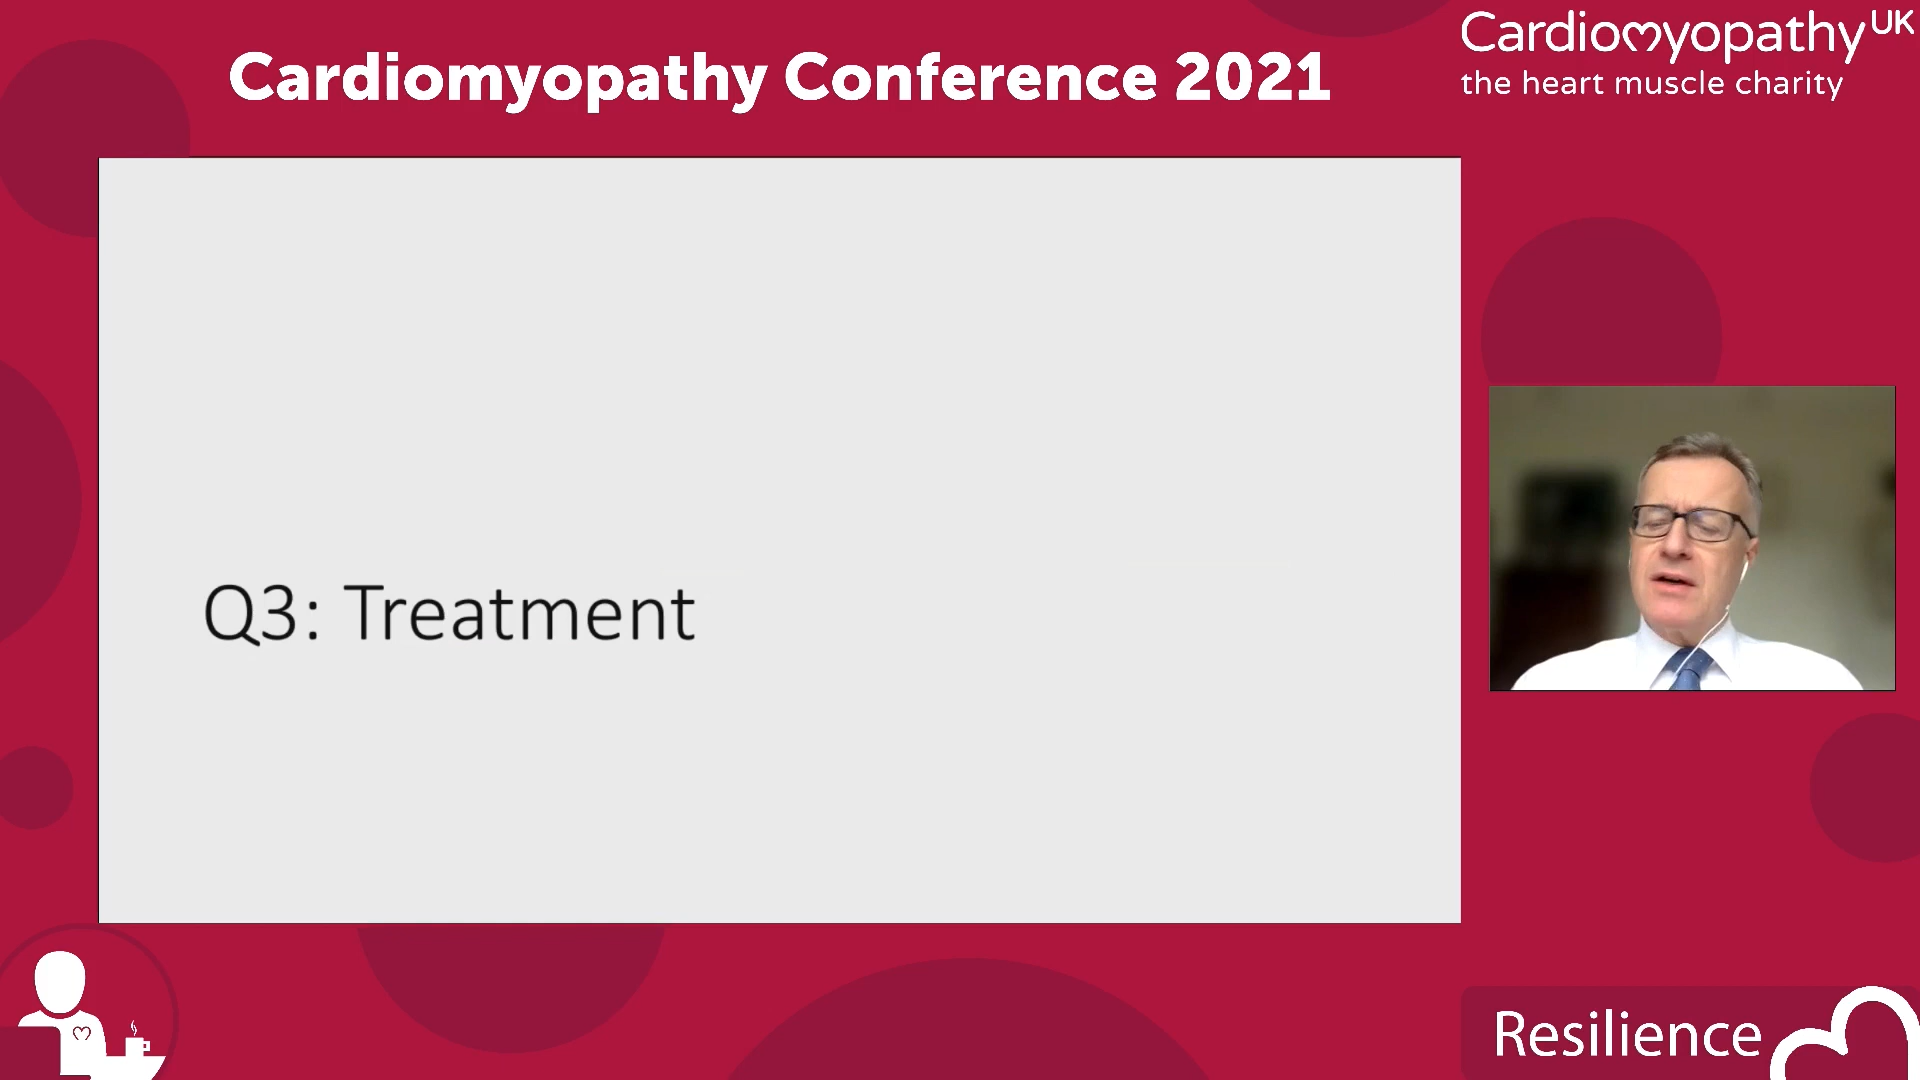 Cardiomyopathy Conference 2021
Cardiomyopathy UK
the heart muscle charity
Q3: Treatment
Resilience